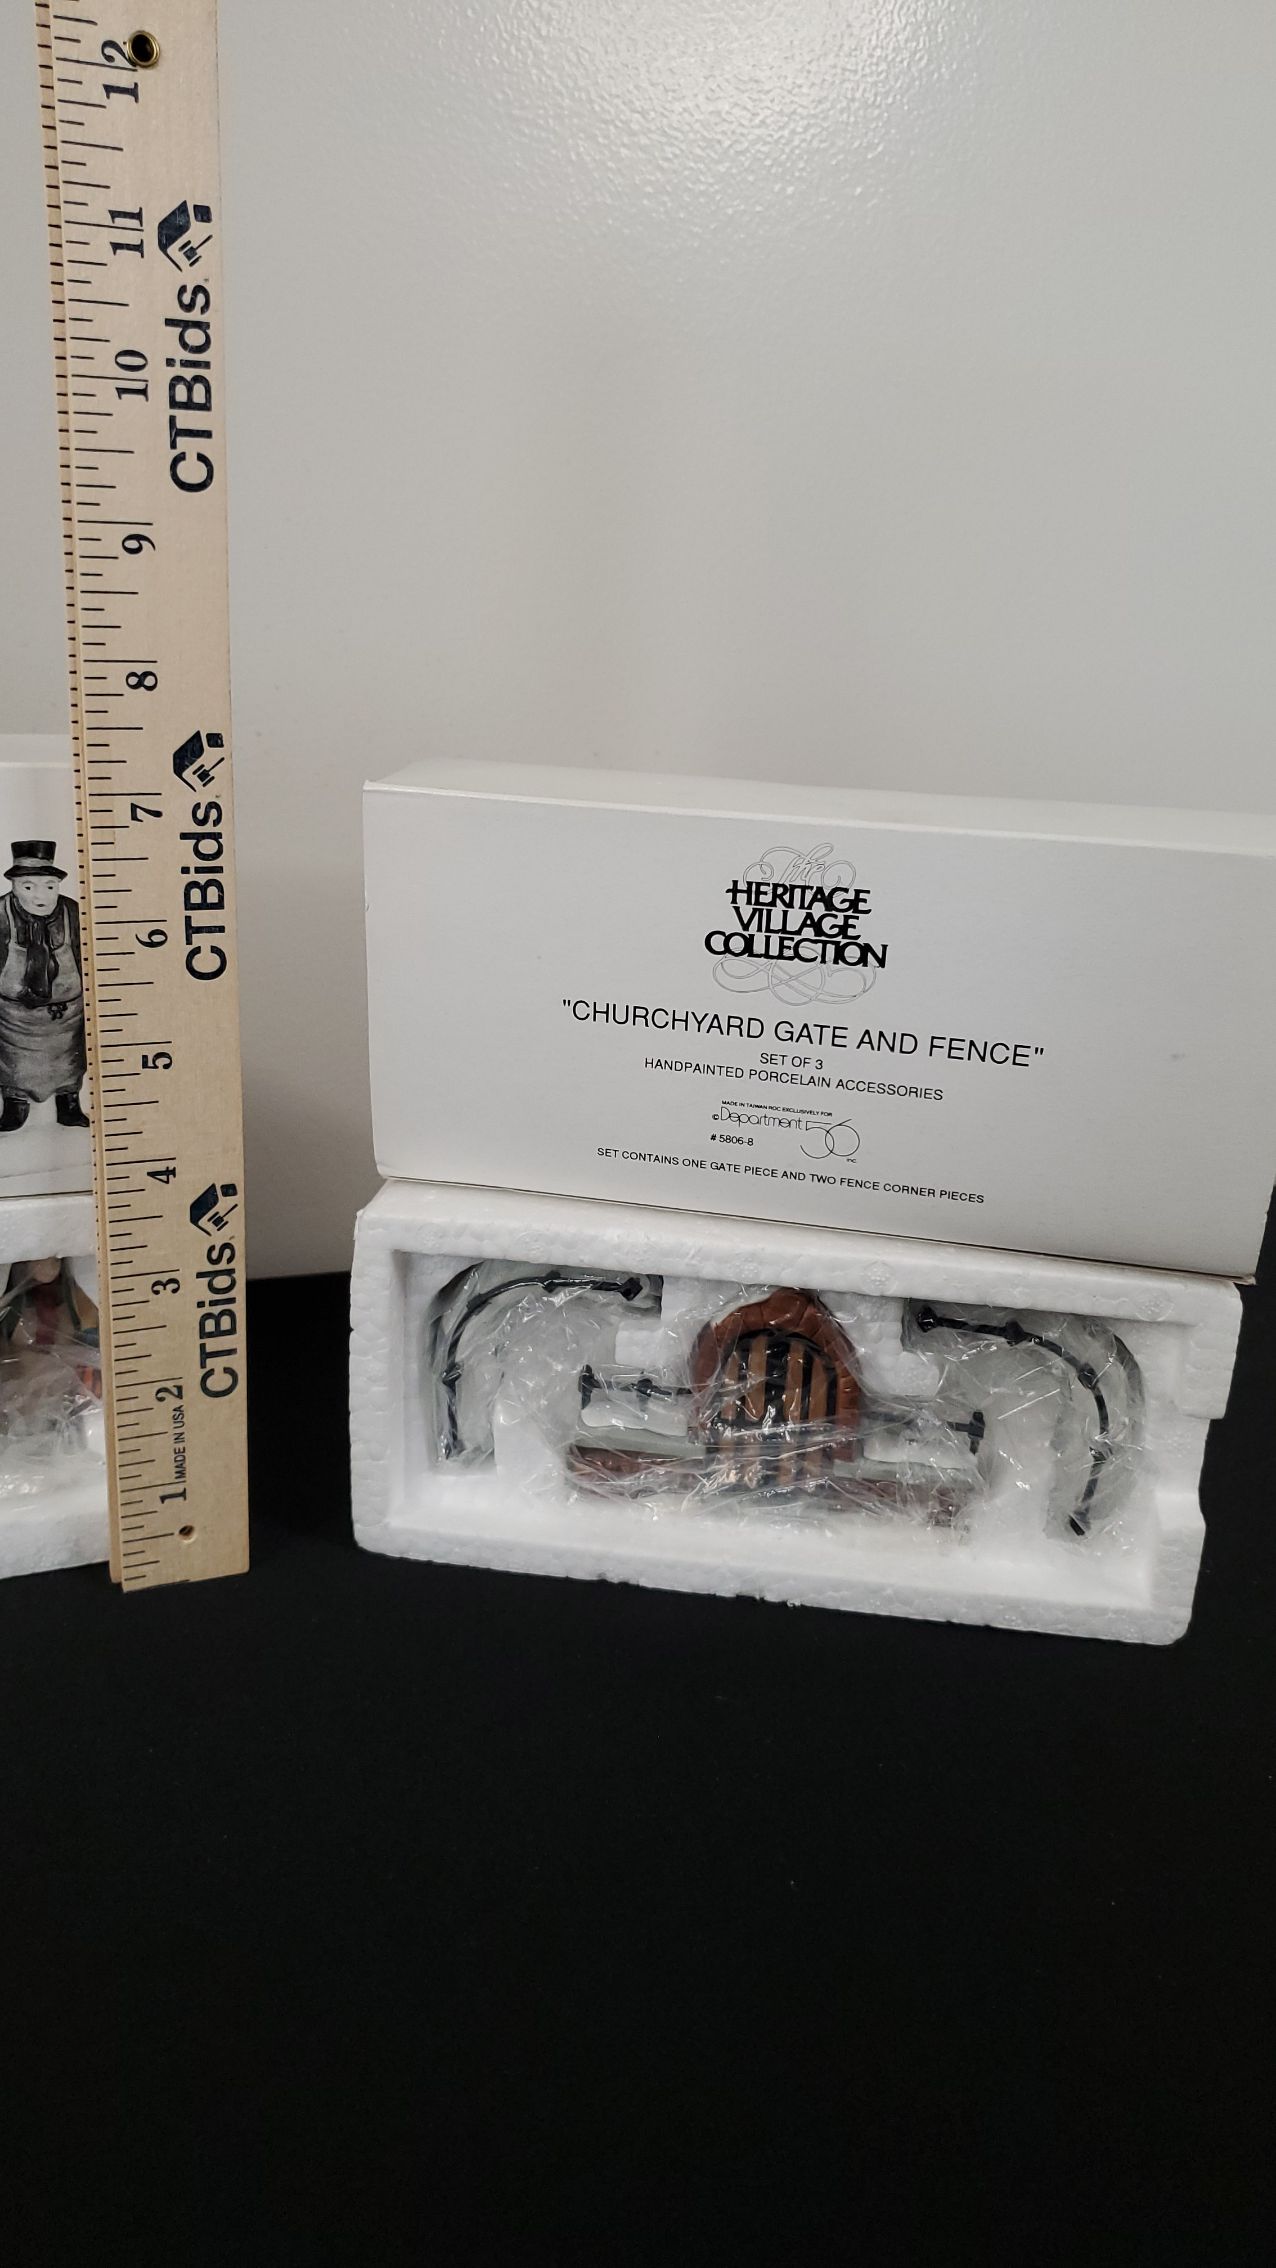 12
11
10
9
8
7
6
5
4
3
2
1
MADE IN USA
CTBids
CTBids
CTBids
The
HERITAGE
VILLAGE
COLLECTION
"CHURCHYARD GATE AND FENCE"
SET OF 3
HANDPAINTED PORCELAIN ACCESSORIES
MADE IN TAIWAN ROC EXCLUSIVELY FOR
© Department 56
# 5806-8
INC.
SET CONTAINS ONE GATE PIECE AND TWO FENCE CORNER PIECES